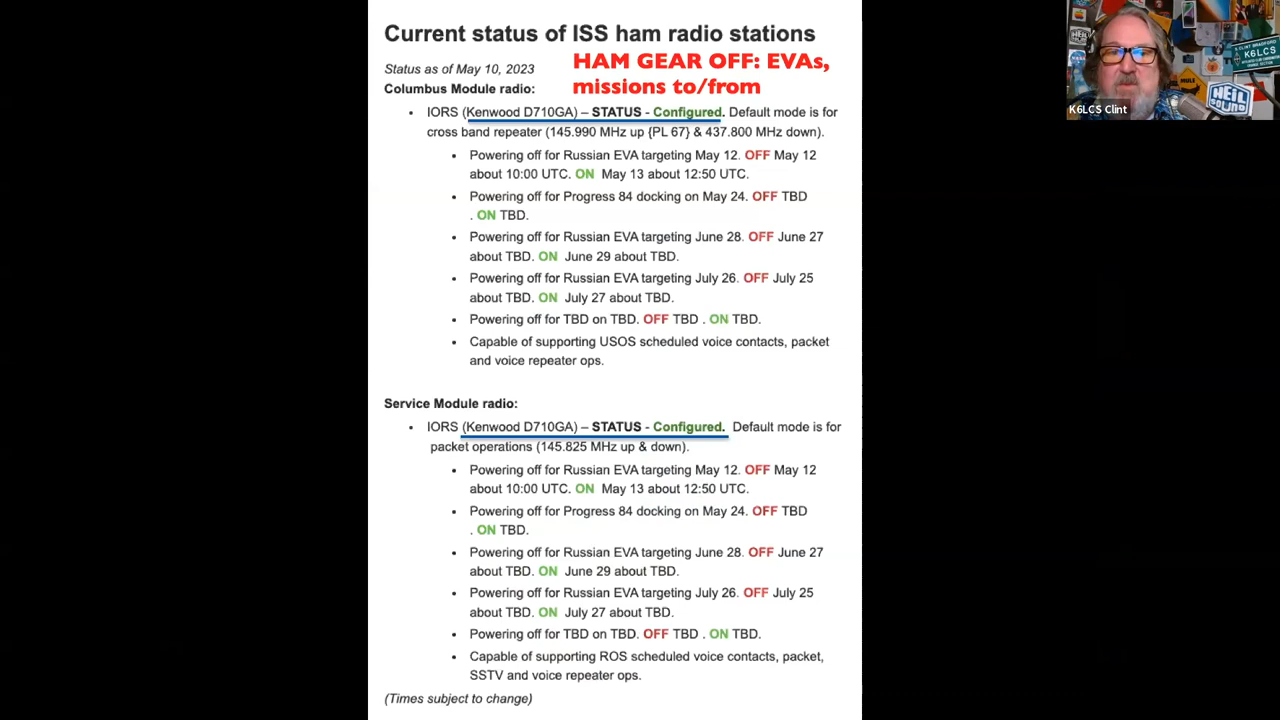 Current status of ISS ham radio stations
HAM GEAR OFF: EVAs,
missions to/from
Status as of May 10, 2023
Columbus Module radio:
• IORS (Kenwood D710GA) – STATUS - Configured. Default mode is for
cross band repeater (145.990 MHz up {PL 67} & 437.800 MHz down).
• Powering off for Russian EVA targeting May 12. OFF May 12
about 10:00 UTC. ON May 13 about 12:50 UTC.
• Powering off for Progress 84 docking on May 24. OFF TBD
. ON TBD.
• Powering off for Russian EVA targeting June 28. OFF June 27
about TBD. ON June 29 about TBD.
• Powering off for Russian EVA targeting July 26. OFF July 25
about TBD. ON July 27 about TBD.
• Powering off for TBD on TBD. OFF TBD . ON TBD.
• Capable of supporting USOS scheduled voice contacts, packet
and voice repeater ops.
Service Module radio:
• IORS (Kenwood D710GA) – STATUS - Configured. Default mode is for
packet operations (145.825 MHz up & down).
• Powering off for Russian EVA targeting May 12. OFF May 12
about 10:00 UTC. ON May 13 about 12:50 UTC.
• Powering off for Progress 84 docking on May 24. OFF TBD
. ON TBD.
• Powering off for Russian EVA targeting June 28. OFF June 27
about TBD. ON June 29 about TBD.
• Powering off for Russian EVA targeting July 26. OFF July 25
about TBD. ON July 27 about TBD.
• Powering off for TBD on TBD. OFF TBD . ON TBD.
• Capable of supporting ROS scheduled voice contacts, packet,
SSTV and voice repeater ops.
(Times subject to change)
K6LCS
HEIL
SOUND
K6LCS Clint